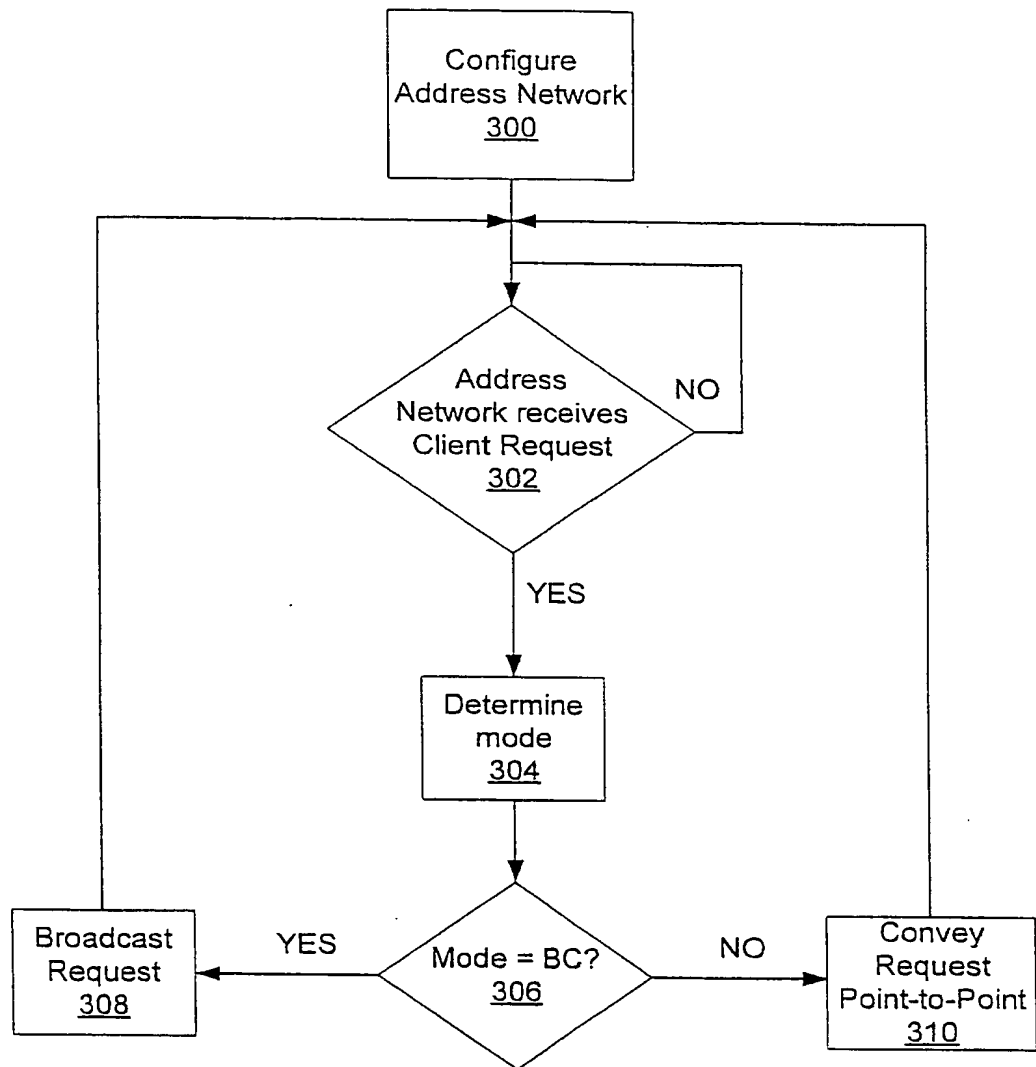 Configure
Address Network
300
Address
Network receives
Client Request
302
NO
YES
Determine
mode
304
Mode = BC?
306
YES
NO
Broadcast
Request
308
Convey
Request
Point-to-Point
310